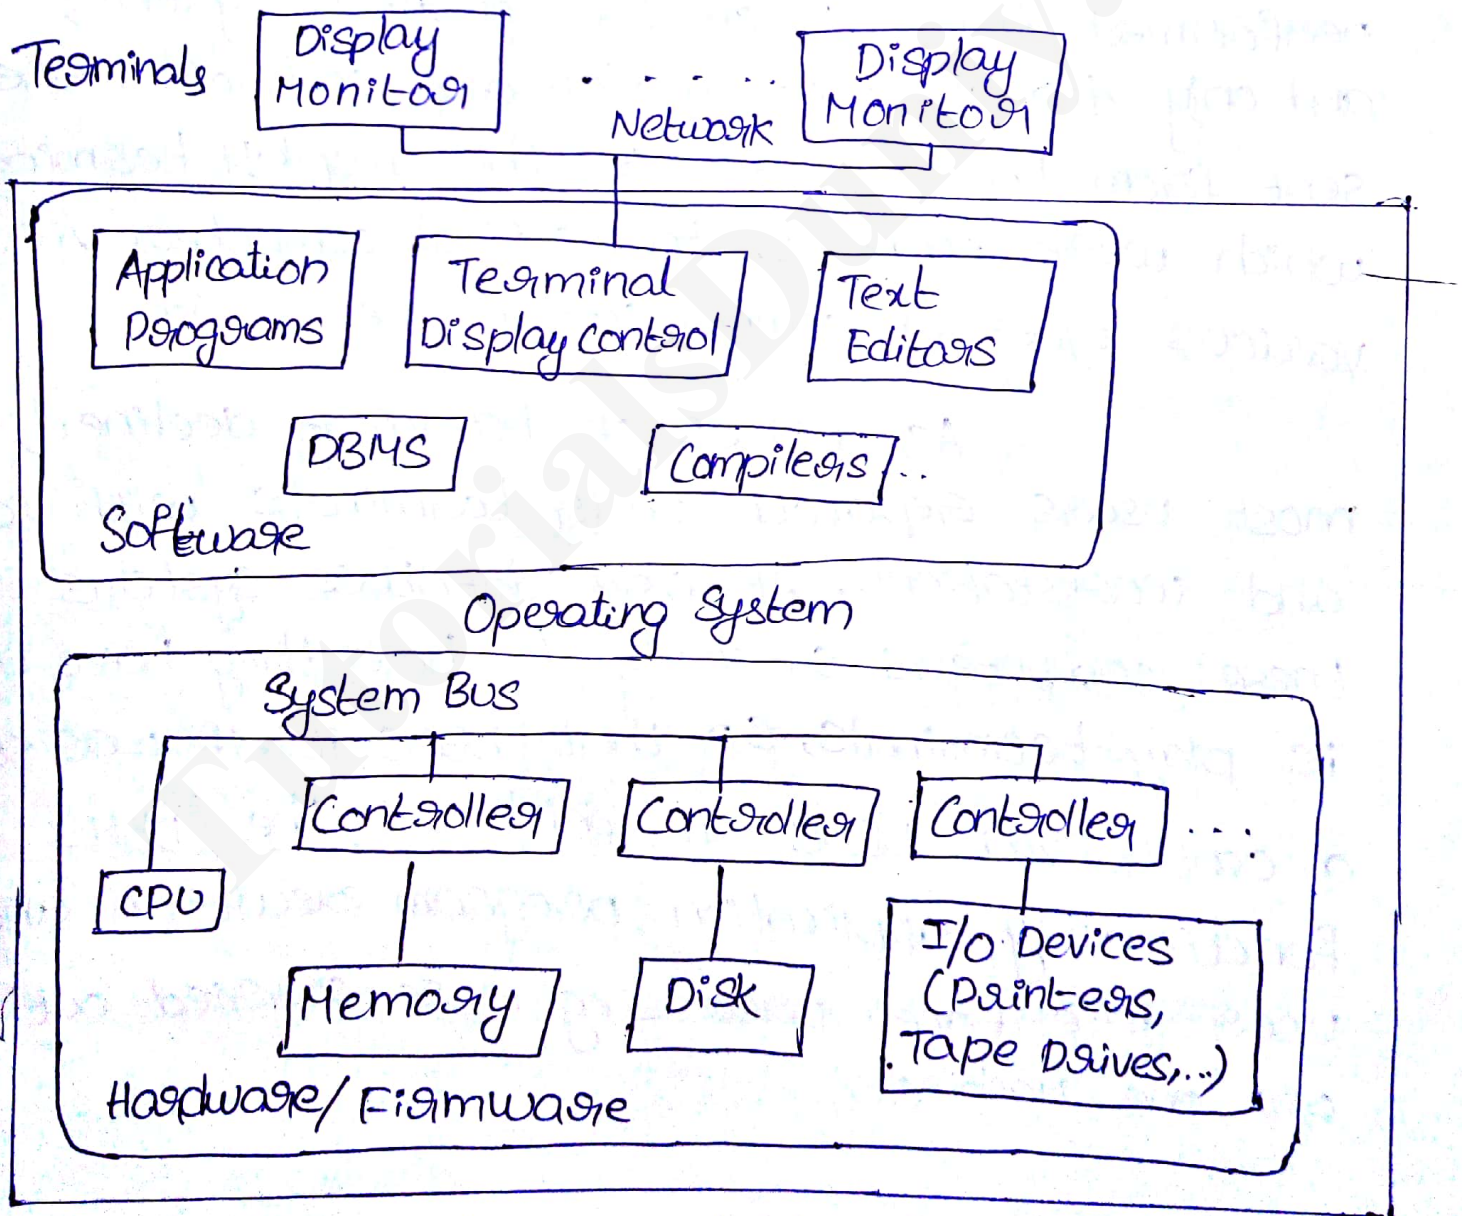 Terminals
Display
Monitor
. . . . . .
Display
Monitor
Network
Application
Programs
Terminal
Display Control
Text
Editors
DBMS
Compilers
..
Software
Operating System
System Bus
Controller
Controller
Controller
...
CPU
Memory
Disk
I/O Devices
(Printers,
Tape Drives,...)
Hardware/Firmware